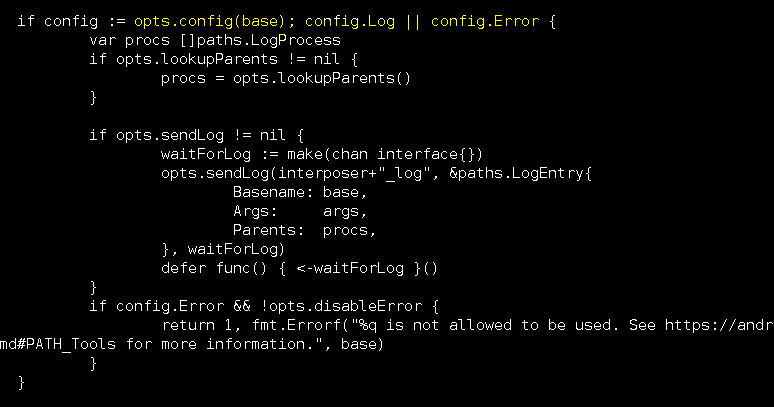 if config := opts.config(base); config.Log || config.Error {
        var procs []paths.LogProcess
        if opts.lookupParents != nil {
                procs = opts.lookupParents()
        }

        if opts.sendLog != nil {
                waitForLog := make(chan interface{})
                opts.sendLog(interposer+"_log", &paths.LogEntry{
                        Basename: base,
                        Args:     args,
                        Parents:  procs,
                }, waitForLog)
                defer func() { <-waitForLog }()
        }
        if config.Error && !opts.disableError {
                return 1, fmt.Errorf("%q is not allowed to be used. See https://andr
md#PATH_Tools for more information.", base)
        }
}